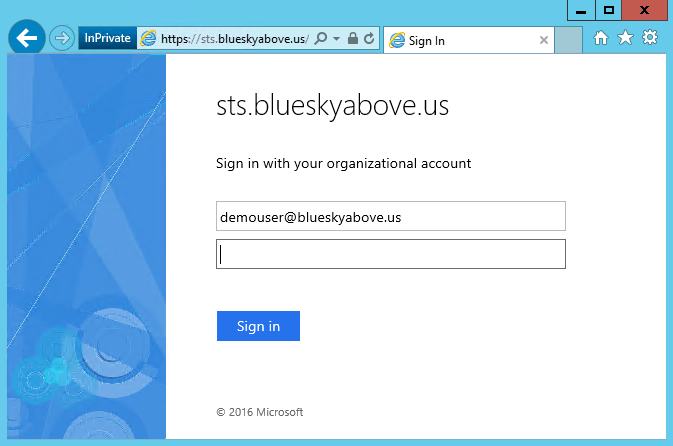 InPrivate
https://sts.blueskyabove.us/
Sign In
sts.blueskyabove.us
Sign in with your organizational account
demouser@blueskyabove.us
Sign in
© 2016 Microsoft